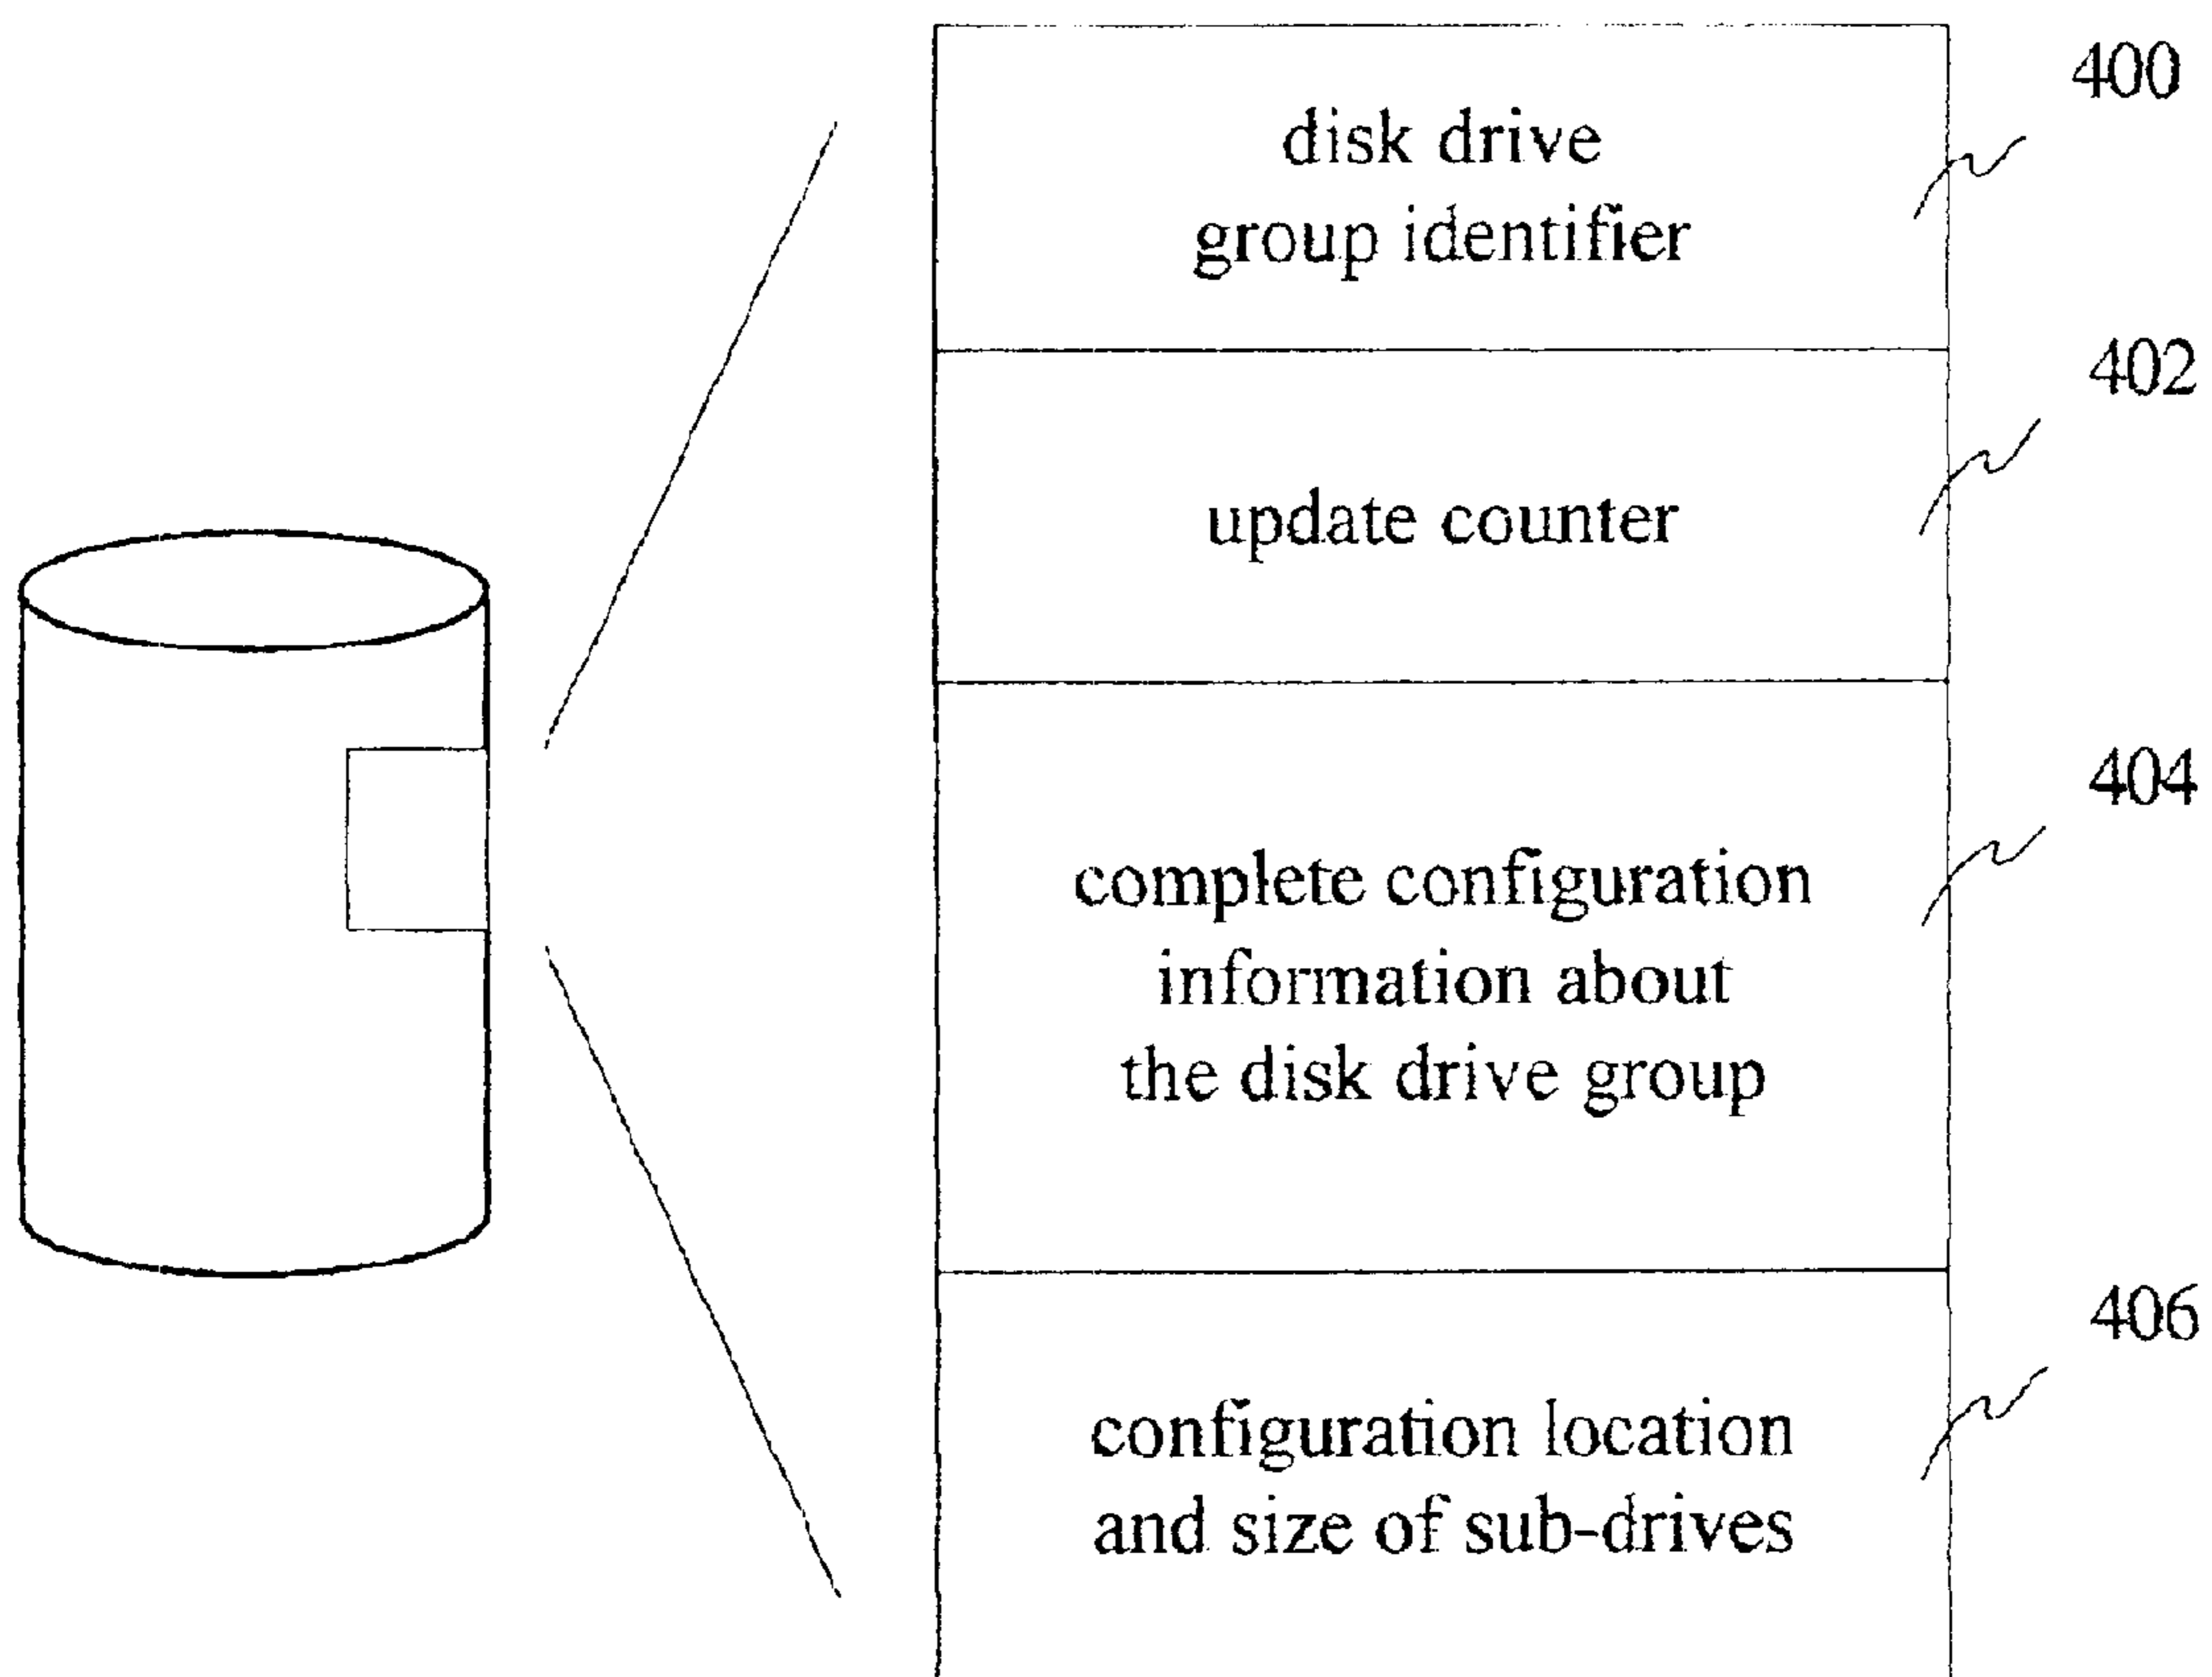 400
disk drive
group identifier
402
update counter
404
complete configuration
information about
the disk drive group
406
configuration location
and size of sub-drives